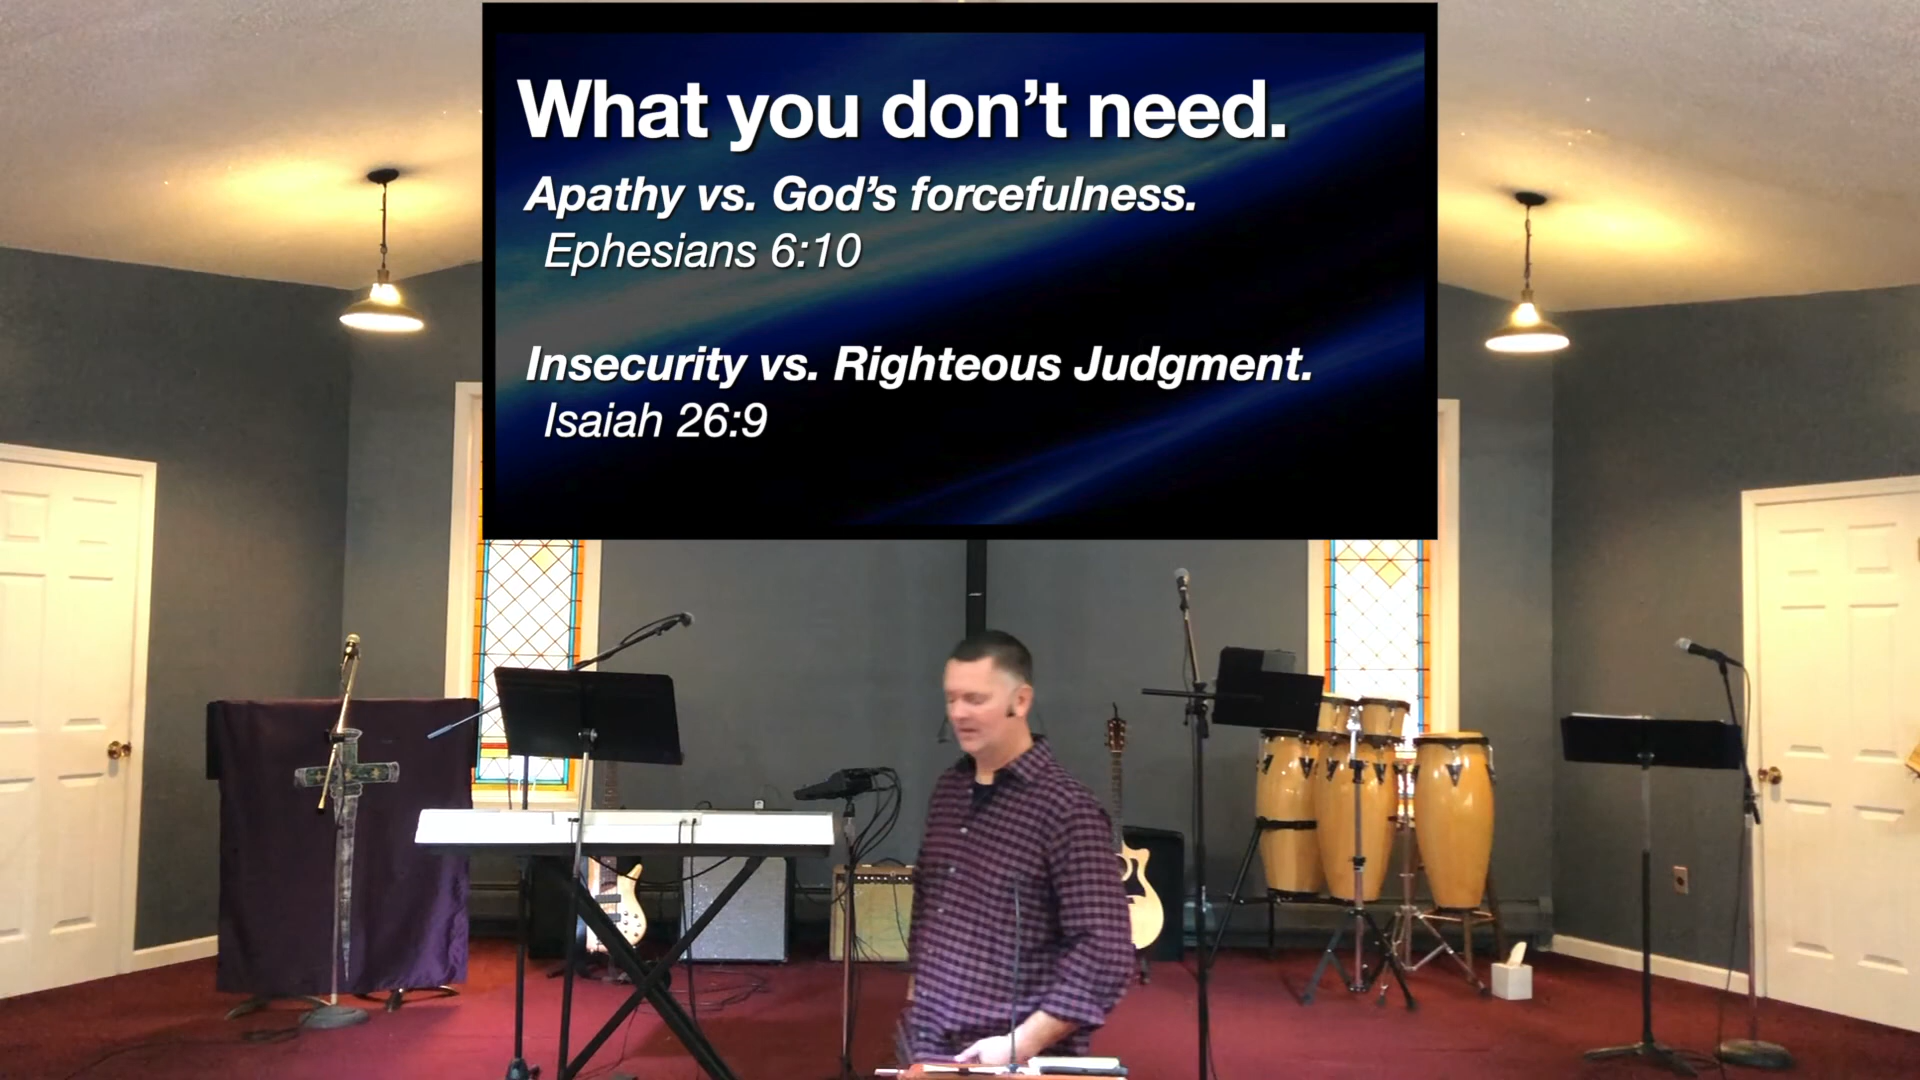 What you don’t need.
Apathy vs. God’s forcefulness.
Ephesians 6:10
Insecurity vs. Righteous Judgment.
Isaiah 26:9